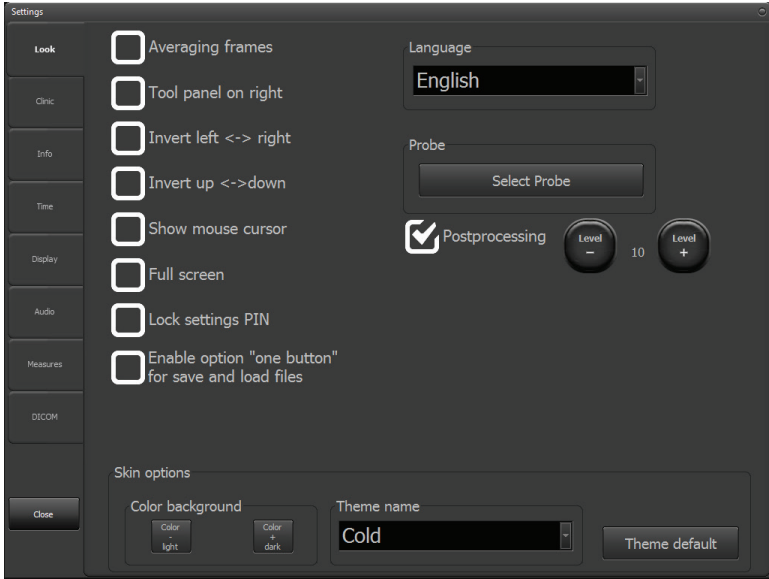 Settings
Look
Clinic
Info
Time
Display
Audio
Measures
DICOM
Close
Averaging frames
Tool panel on right
Invert left <-> right
Invert up <->down
Show mouse cursor
Full screen
Lock settings PIN
Enable option "one button"
for save and load files
Language
English
Probe
Select Probe
Postprocessing
Level
-
10
Level
+
Skin options
Color background
Color
-
light
Color
+
dark
Theme name
Cold
Theme default